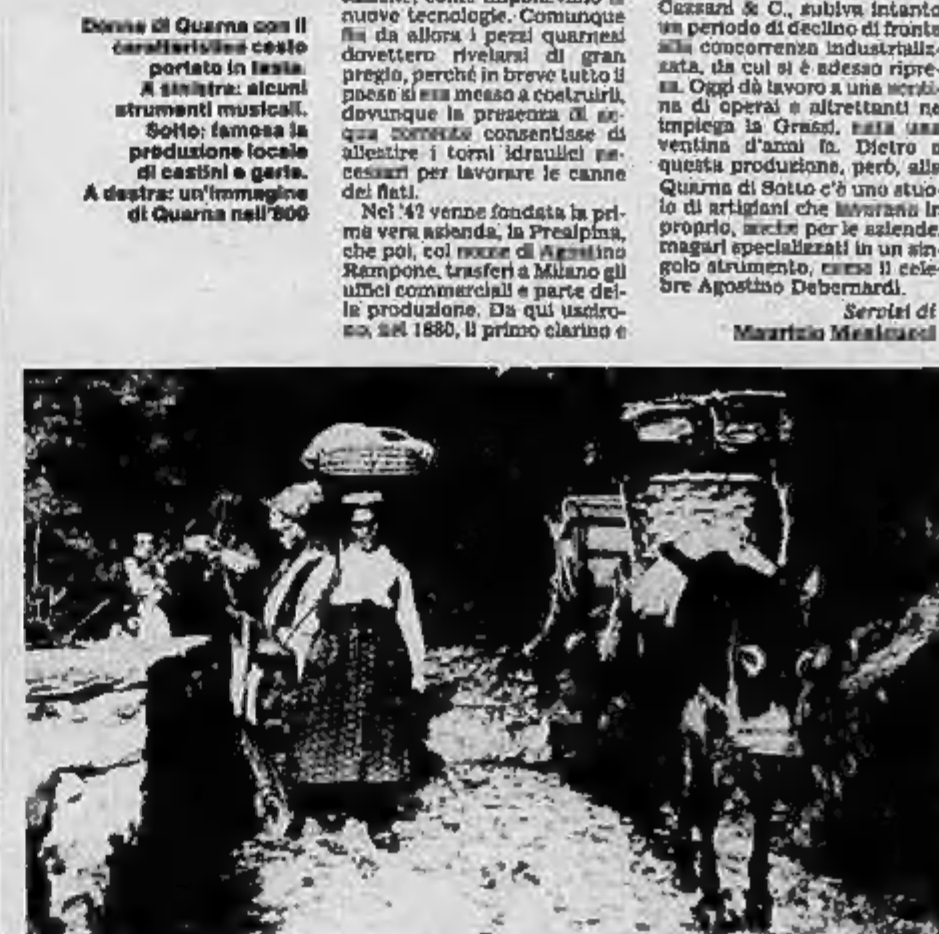 Donna di Quarna con il
caratteristico cesto
portato in testa.
A sinistra: alcuni
strumenti musicali.
Sotto: famosa la
produzione locale
di cestini e gerle.
A destra: un'immagine
di Quarna nell'800
nuove tecnologie. Comunque
da allora i pezzi quarnesi
dovettero rivelarsi di gran
pregio, perché in breve tutto il
paese si era messo a costruirli,
dovunque la presenza di ac-
qua corrente consentisse di
allestire i torni idraulici ne-
cessari per lavorare le canne
dei fiati.
Nel '42 venne fondata la pri-
ma vera azienda, la Prealpina,
che poi, col nome di Agostino
Rampone, trasferì a Milano gli
uffici commerciali e parte del-
la produzione. Da qui usciro-
no, nel 1880, il primo clarino e
Cazzani & C., subiva intanto
un periodo di declino di fronte
alla concorrenza industrializ-
zata, da cui si è adesso ripre-
sa. Oggi dà lavoro a una
di operai e altrettanti ne
impiega la Grassi, nata una
ventina d'anni fa. Dietro a
questa produzione, però, alla
Quarna di Sotto c'è uno stuo-
lo di artigiani che lavorano in
proprio, anche per le aziende,
magari specializzati in un sin-
golo strumento, come il cele-
bre Agostino Debernardi.
Servizi di
Maurizio Menicucci